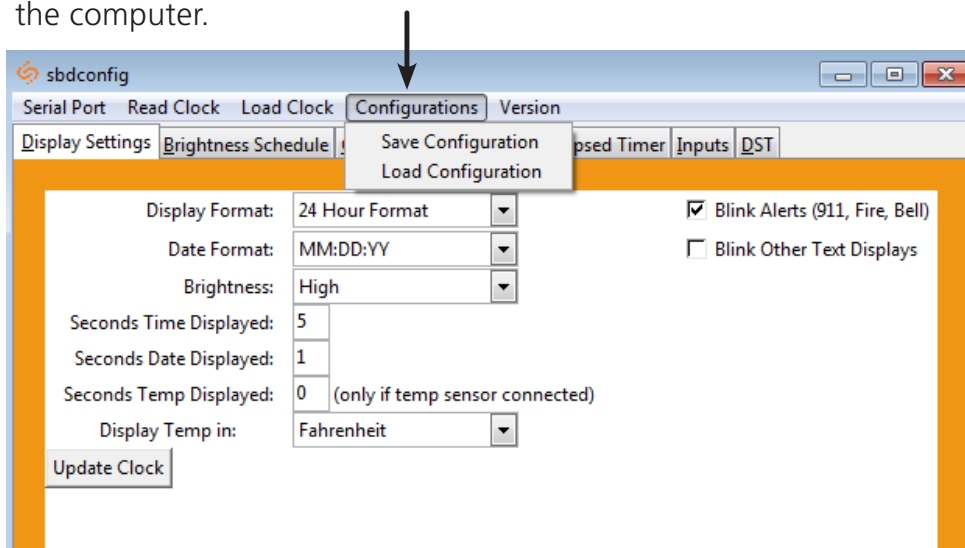 the computer.
sbdconfig
Serial Port Read Clock Load Clock Configurations Version
Display Settings Brightness Schedule psed Timer Inputs DST
Save Configuration
Load Configuration
Display Format: 24 Hour Format Blink Alerts (911, Fire, Bell)
Date Format: MM:DD:YY Blink Other Text Displays
Brightness: High
Seconds Time Displayed: 5
Seconds Date Displayed: 1
Seconds Temp Displayed: 0 (only if temp sensor connected)
Display Temp in: Fahrenheit
Update Clock